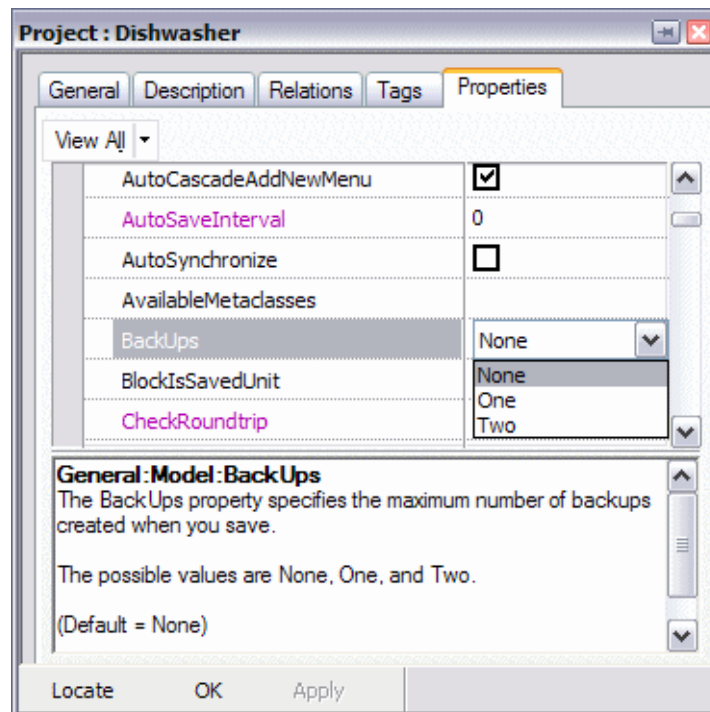 Project : Dishwasher
General Description Relations Tags Properties
View All
AutoCascadeAddNewMenu
AutoSaveInterval 0
AutoSynchronize
AvailableMetaclasses
BackUps None
None
BlockIsSavedUnit
One
CheckRoundtrip
Two
General:Model:BackUps
The BackUps property specifies the maximum number of backups
created when you save.
The possible values are None, One, and Two.
(Default = None)
Locate OK Apply